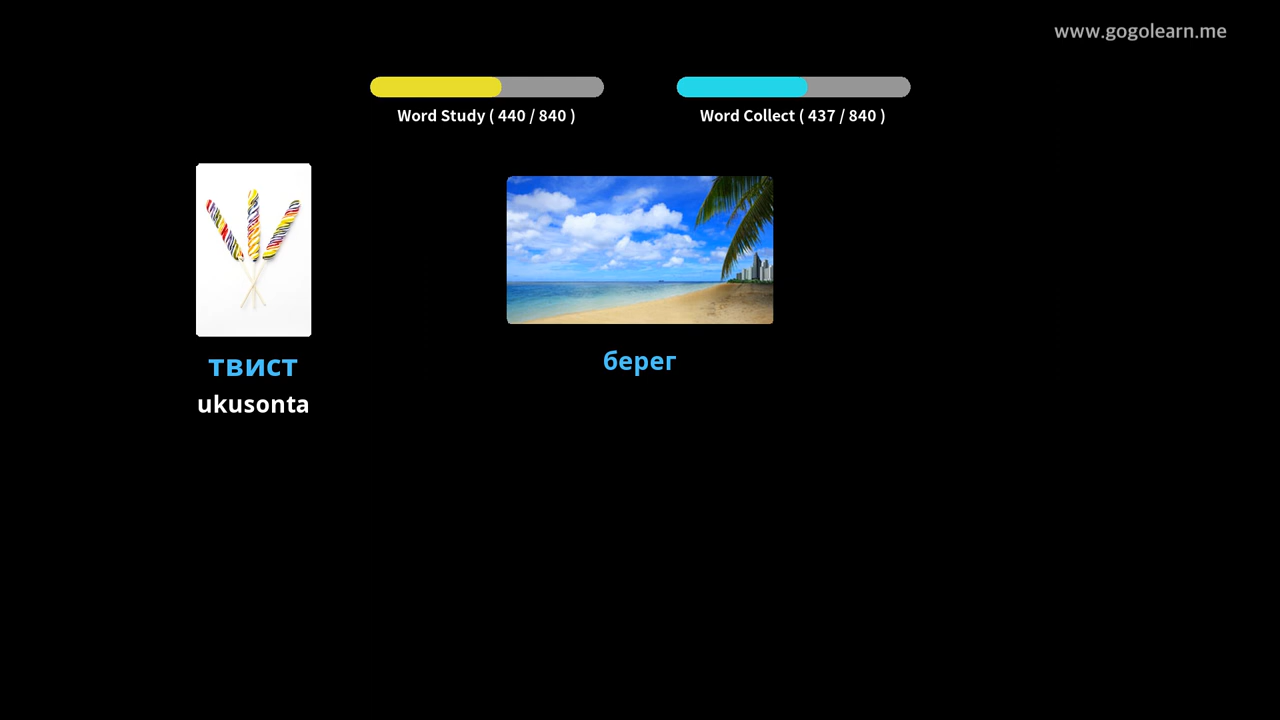 www.gogolearn.me
Word Study ( 440 / 840 )
Word Collect ( 437 / 840 )
твист
ukusonta
берег